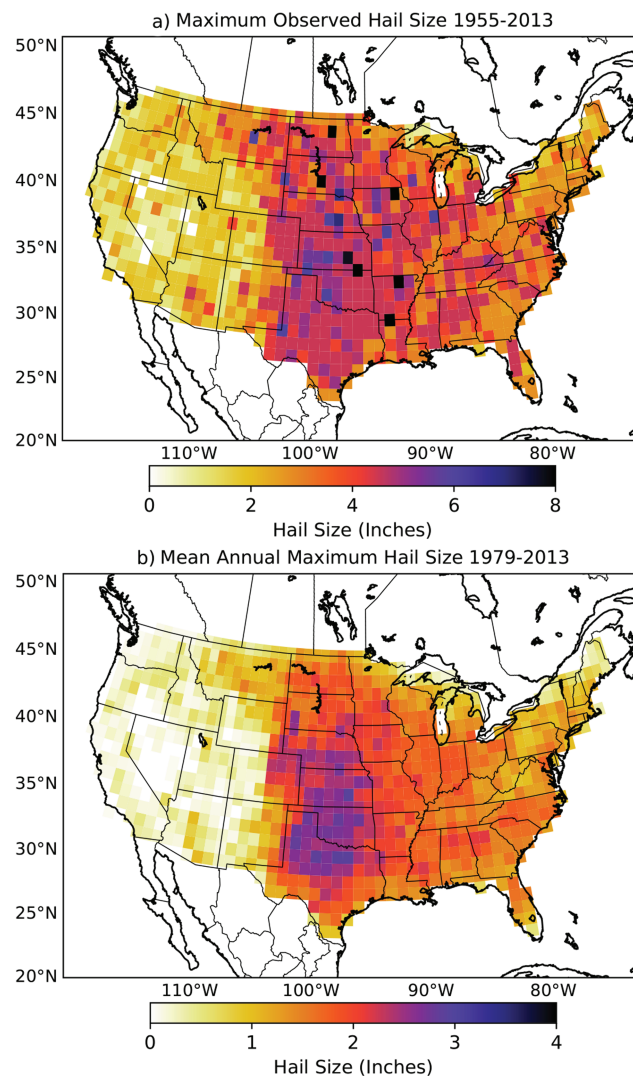 a) Maximum Observed Hail Size 1955-2013
50°N
45°N
40°N
35°N
30°N
25°N
20°N
110°W 100°W 90°W 80°W
0 2 4 6 8
Hail Size (Inches)
b) Mean Annual Maximum Hail Size 1979-2013
50°N
45°N
40°N
35°N
30°N
25°N
20°N
110°W 100°W 90°W 80°W
0 1 2 3 4
Hail Size (Inches)